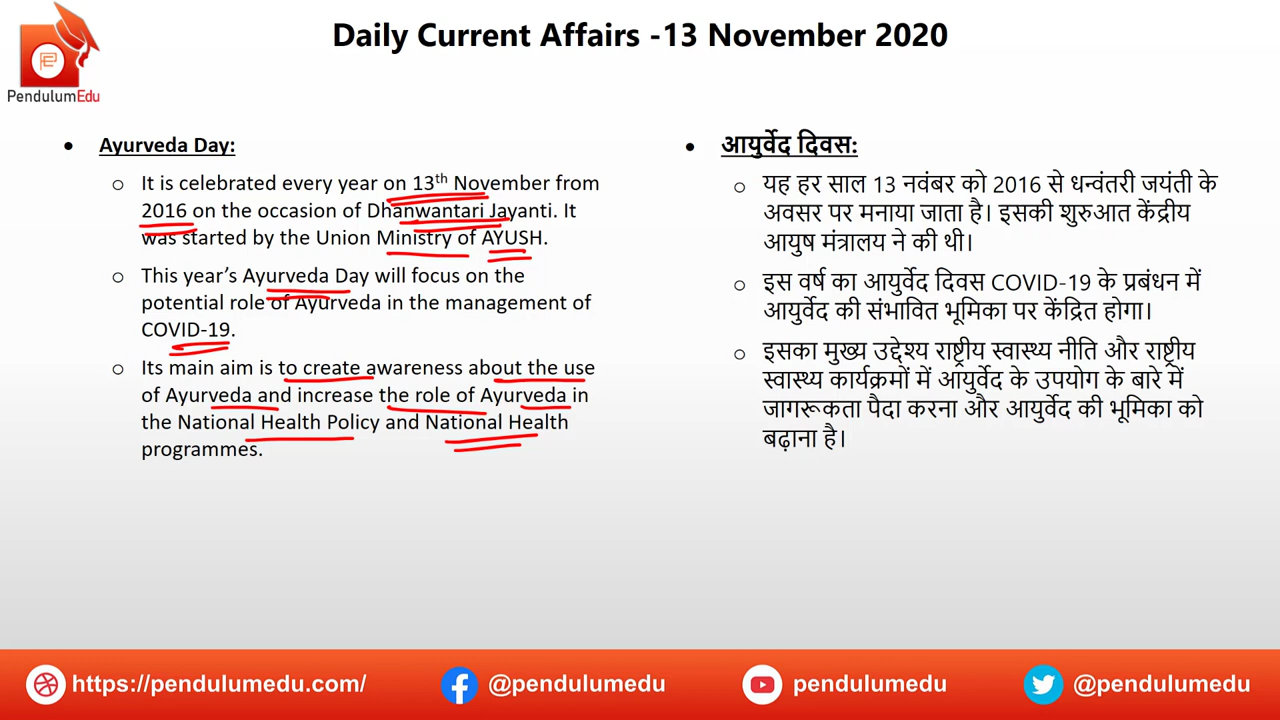 Daily Current Affairs -13 November 2020
PendulumEdu
• Ayurveda Day:
o It is celebrated every year on 13th November from
2016 on the occasion of Dhanwantari Jayanti. It
was started by the Union Ministry of AYUSH.
o This year's Ayurveda Day will focus on the
potential role of Ayurveda in the management of
COVID-19.
o Its main aim is to create awareness about the use
of Ayurveda and increase the role of Ayurveda in
the National Health Policy and National Health
programmes.
• आयुर्वेद दिवस:
o यह हर साल 13 नवंबर को 2016 से धन्वंतरी जयंती के
अवसर पर मनाया जाता है। इसकी शुरुआत केंद्रीय
आयुष मंत्रालय ने की थी।
o इस वर्ष का आयुर्वेद दिवस COVID-19 के प्रबंधन में
आयुर्वेद की संभावित भूमिका पर केंद्रित होगा।
o इसका मुख्य उद्देश्य राष्ट्रीय स्वास्थ्य नीति और राष्ट्रीय
स्वास्थ्य कार्यक्रमों में आयुर्वेद के उपयोग के बारे में
जागरूकता पैदा करना और आयुर्वेद की भूमिका को
बढ़ाना है।
https://pendulumedu.com/ @pendulumedu pendulumedu @pendulumedu